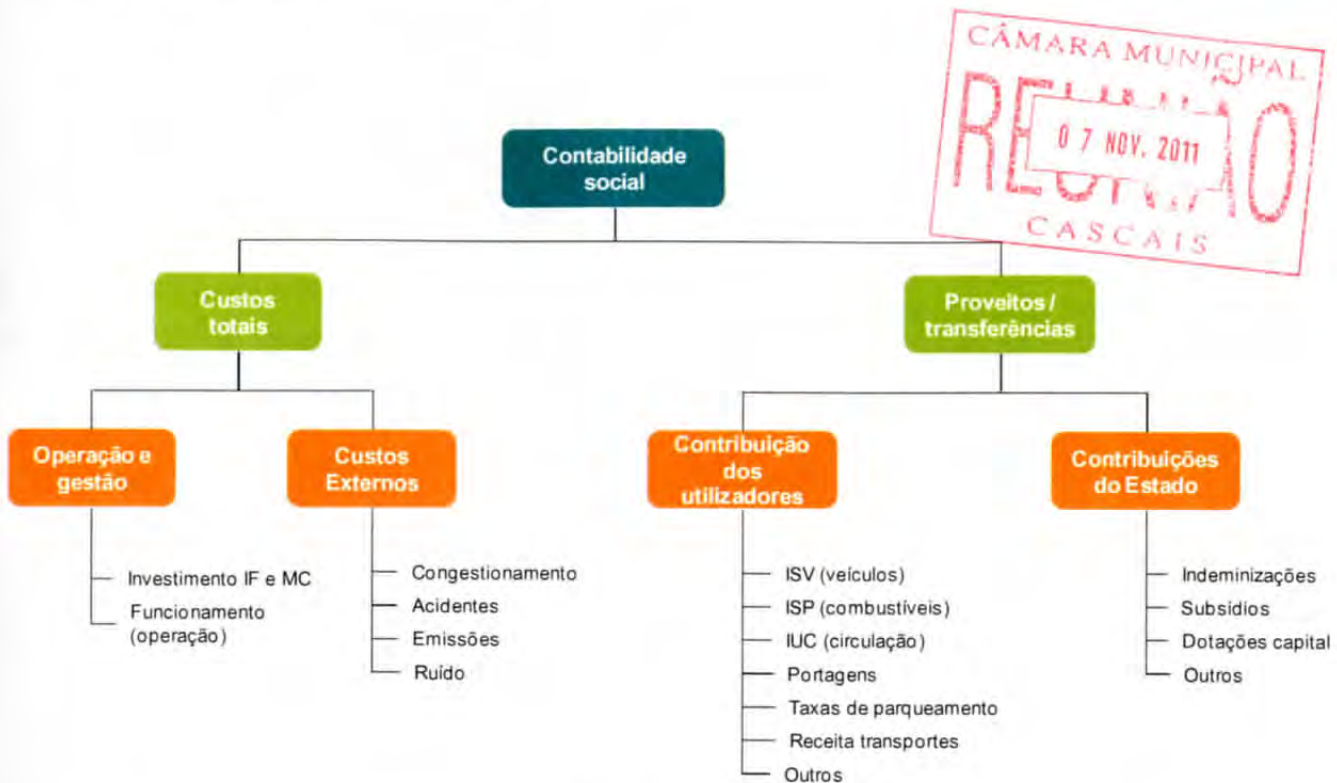 CÂMARA MUNICIPAL
REUNIÃO
07 NOV. 2011
CASCAIS
Contabilidade
social
Custos
totais
Proveitos /
transferências
Operação e
gestão
Custos
Externos
Contribuição
dos
utilizadores
Contribuições
do Estado
Investimento IF e MC
Funcionamento
(operação)
Congestionamento
Acidentes
Emissões
Ruído
ISV (veículos)
ISP (combustíveis)
IUC (circulação)
Portagens
Taxas de parqueamento
Receita transportes
Outros
Indeminizações
Subsídios
Dotações capital
Outros